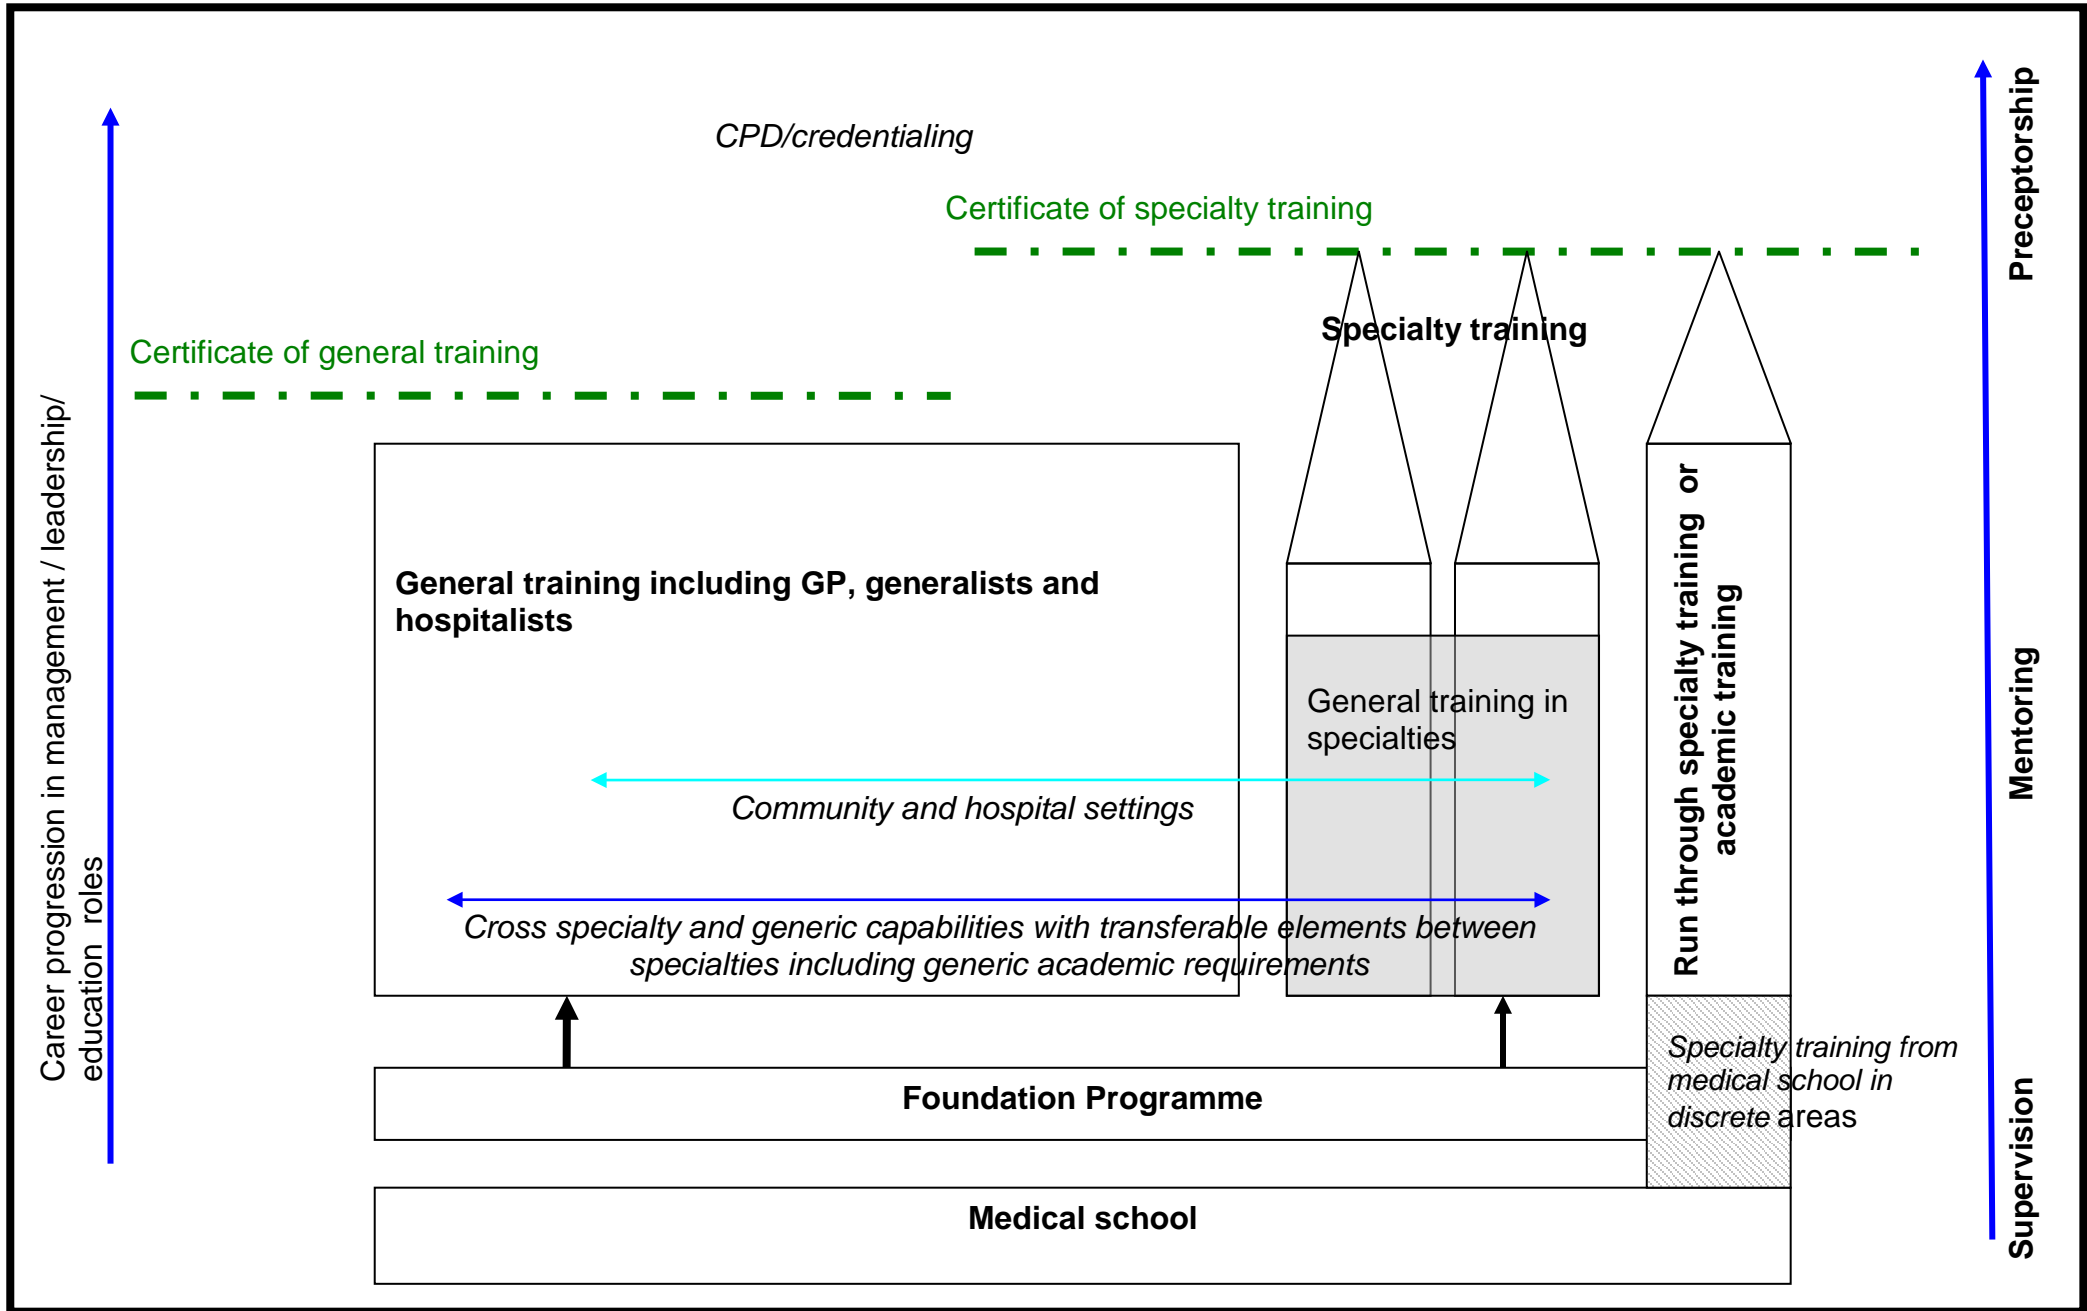 CPD/credentialing
Certificate of specialty training
Specialty training
Certificate of general training
Career progression in management / leadership/
education roles
General training including GP, generalists and
hospitalists
General training in
specialties
Community and hospital settings
Cross specialty and generic capabilities with transferable elements between
specialties including generic academic requirements
Run through specialty training or
academic training
Specialty training from
medical school in
discrete areas
Foundation Programme
Medical school
Preceptorship
Mentoring
Supervision